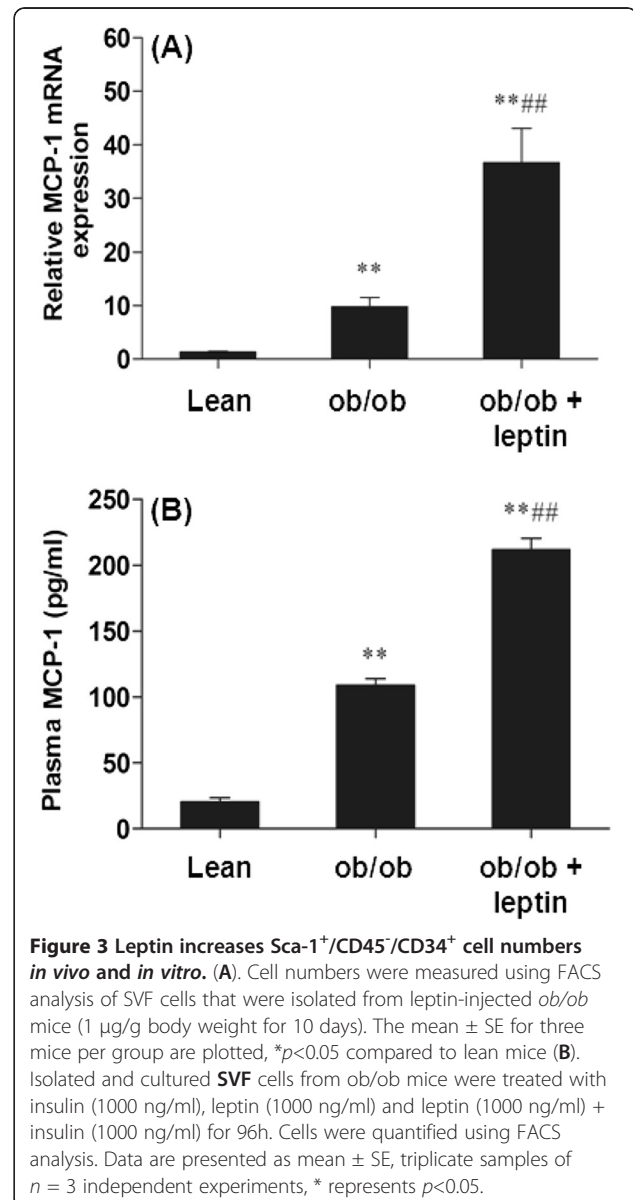 (A)
Relative MCP-1 mRNA
expression
60
50
40
30
20
10
0
**
**##
Lean
ob/ob
ob/ob +
leptin
(B)
Plasma MCP-1 (pg/ml)
250
200
150
100
50
0
**
**##
Lean
ob/ob
ob/ob +
leptin
Figure 3 Leptin increases Sca-1⁺/CD45⁻/CD34⁺ cell numbers
in vivo and in vitro. (A). Cell numbers were measured using FACS
analysis of SVF cells that were isolated from leptin-injected ob/ob
mice (1 μg/g body weight for 10 days). The mean ± SE for three
mice per group are plotted, *p<0.05 compared to lean mice (B).
Isolated and cultured SVF cells from ob/ob mice were treated with
insulin (1000 ng/ml), leptin (1000 ng/ml) and leptin (1000 ng/ml) +
insulin (1000 ng/ml) for 96h. Cells were quantified using FACS
analysis. Data are presented as mean ± SE, triplicate samples of
n = 3 independent experiments, * represents p<0.05.